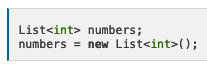 List<int> numbers;
numbers = new List<int>();